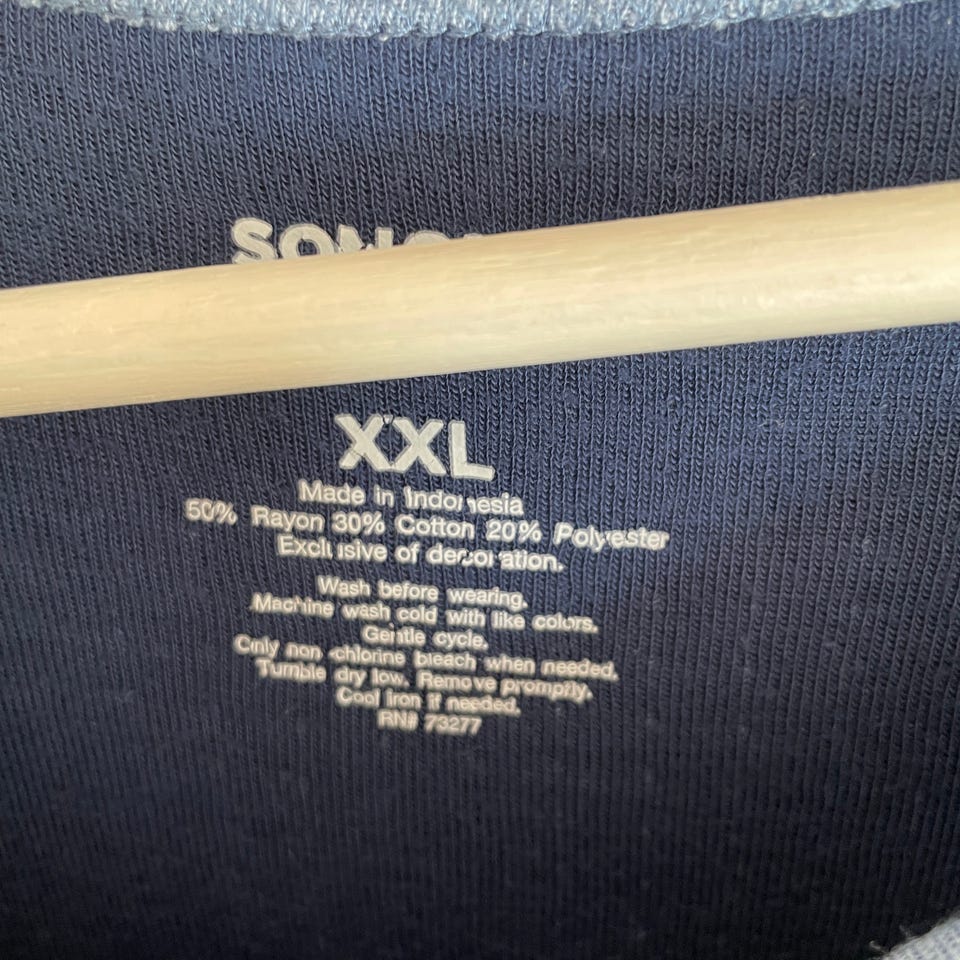 SONO
XXL
Made in Indonesia
50% Rayon 30% Cotton 20% Polyester
Exclusive of decoration.
Wash before wearing.
Machine wash cold with like colors.
Gentle cycle.
Only non chlorine bleach when needed.
Tumble dry low. Remove promptly.
Cool iron if needed.
RN# 73277